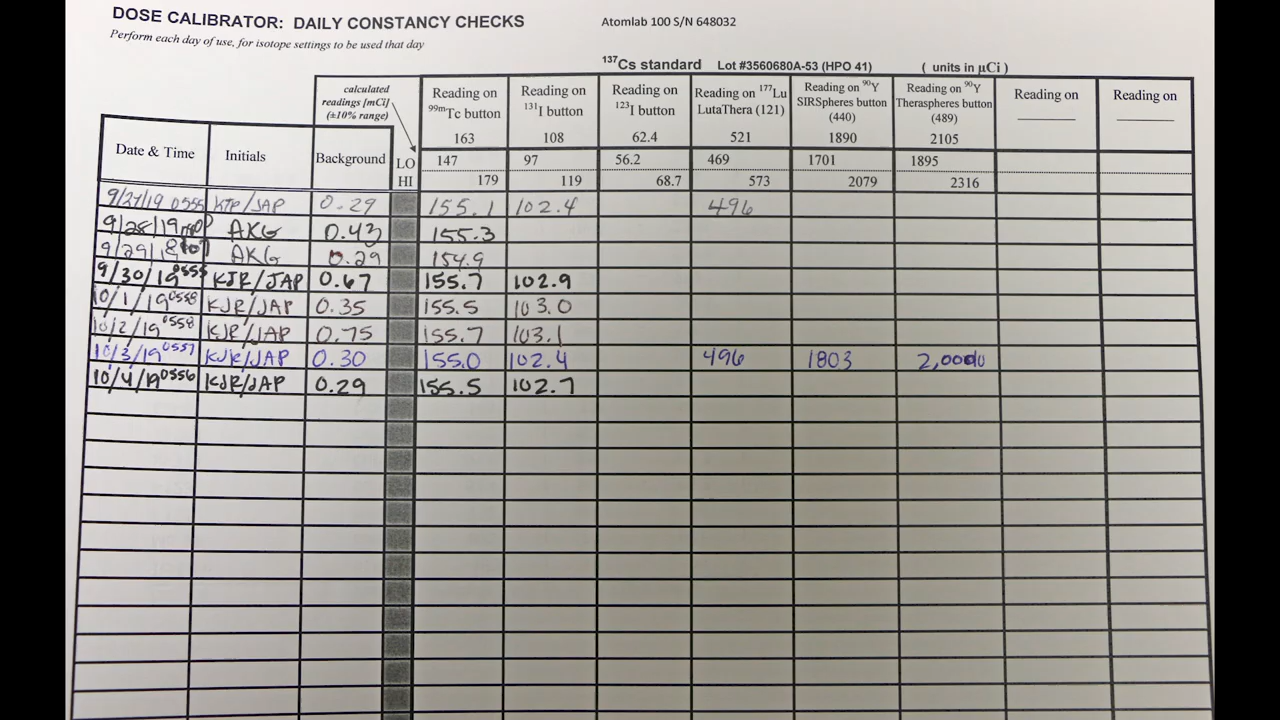 DOSE CALIBRATOR: DAILY CONSTANCY CHECKS Atomlab 100 S/N 648032
Perform each day of use, for isotope settings to be used that day
¹³⁷Cs standard Lot #3560680A-53 (HPO 41) ( units in µCi )
calculated readings [mCi] (±10% range) Reading on ⁹⁹ᵐTc button 163 Reading on ¹³¹I button 108 Reading on ¹²³I button 62.4 Reading on ¹⁷⁷Lu LutaThera (121) 521 Reading on ⁹⁰Y SIRSpheres button (440) 1890 Reading on ⁹⁰Y Theraspheres button (489) 2105 Reading on Reading on
Date & Time Initials Background LO 147 97 56.2 469 1701 1895
HI 179 119 68.7 573 2079 2316
9/27/19 0555 /JAP 0.29 155.1 102.4 496
9/28/19 AKG 0.43 155.3
9/29/19 AKG 0.29 154.9
9/30/19 0555 KJR/JAP 0.67 155.7 102.9
10/1/19 0558 KJR/JAP 0.35 155.5 103.0
10/2/19 0558 KJR/JAP 0.75 155.7 103.1
10/3/19 0557 KJR/JAP 0.30 155.0 102.4 496 1803
10/4/19 0556 KJR/JAP 0.29 155.5 102.7